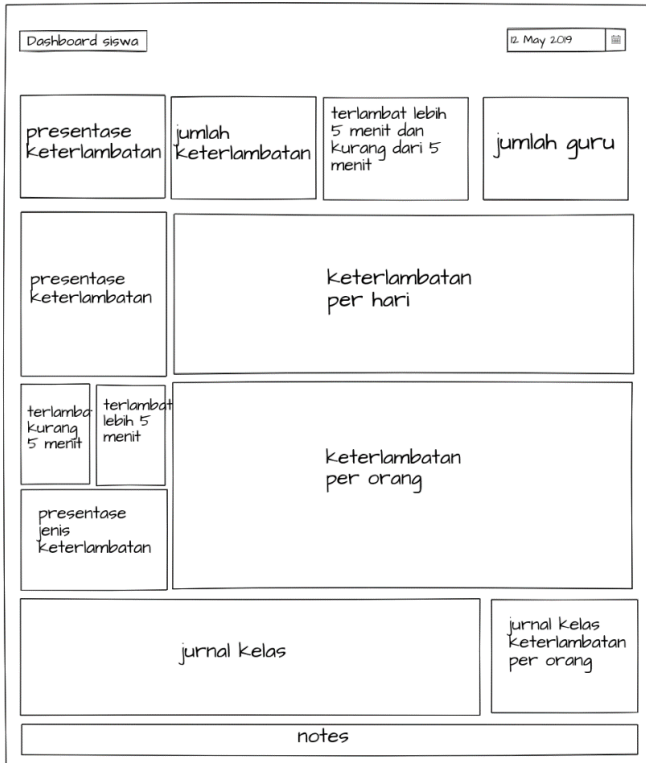 Dashboard siswa
12 May 2019
presentase
keterlambatan
jumlah
keterlambatan
terlambat lebih
5 menit dan
kurang dari 5
menit
jumlah guru
presentase
keterlambatan
keterlambatan
per hari
terlamba
kurang
5 menit
terlambat
lebih 5
menit
keterlambatan
per orang
presentase
jenis
keterlambatan
jurnal kelas
jurnal kelas
keterlambatan
per orang
notes